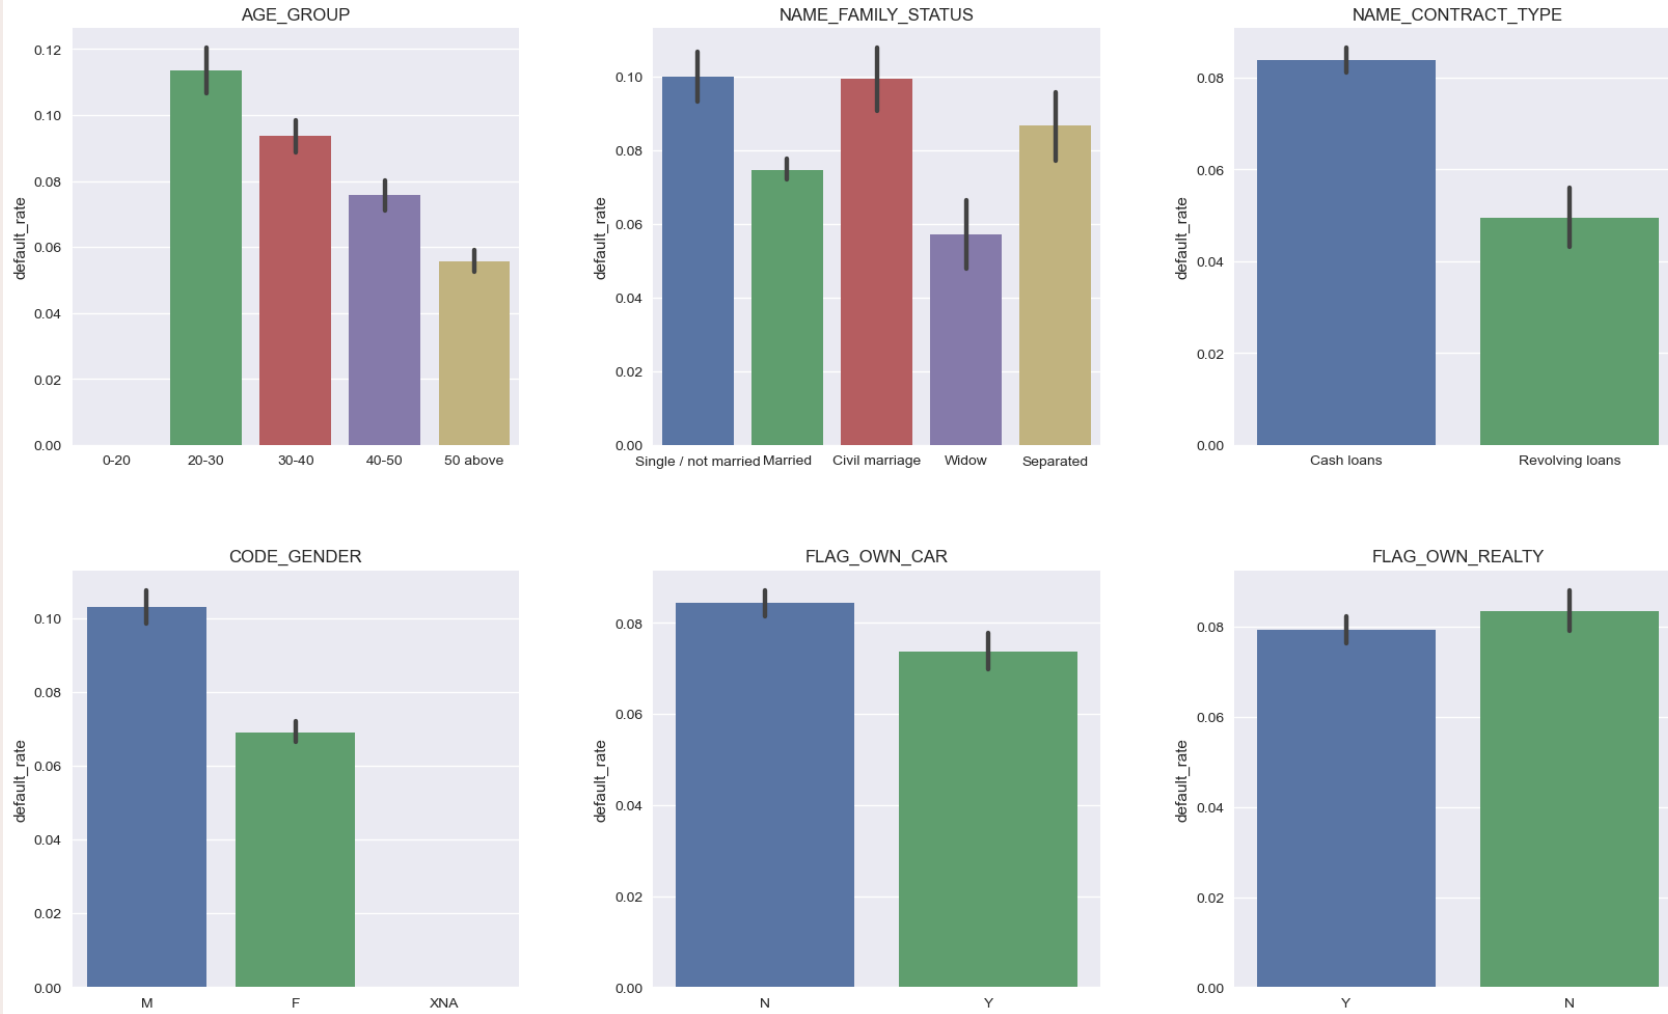 AGE_GROUP
0.12
0.10
0.08
0.06
0.04
0.02
0.00
default_rate
0-20 20-30 30-40 40-50 50 above
NAME_FAMILY_STATUS
0.10
0.08
0.06
0.04
0.02
0.00
default_rate
Single / not married Married Civil marriage Widow Separated
NAME_CONTRACT_TYPE
0.08
0.06
0.04
0.02
0.00
default_rate
Cash loans Revolving loans
CODE_GENDER
0.10
0.08
0.06
0.04
0.02
0.00
default_rate
M F XNA
FLAG_OWN_CAR
0.08
0.06
0.04
0.02
0.00
default_rate
N Y
FLAG_OWN_REALTY
0.08
0.06
0.04
0.02
0.00
default_rate
Y N